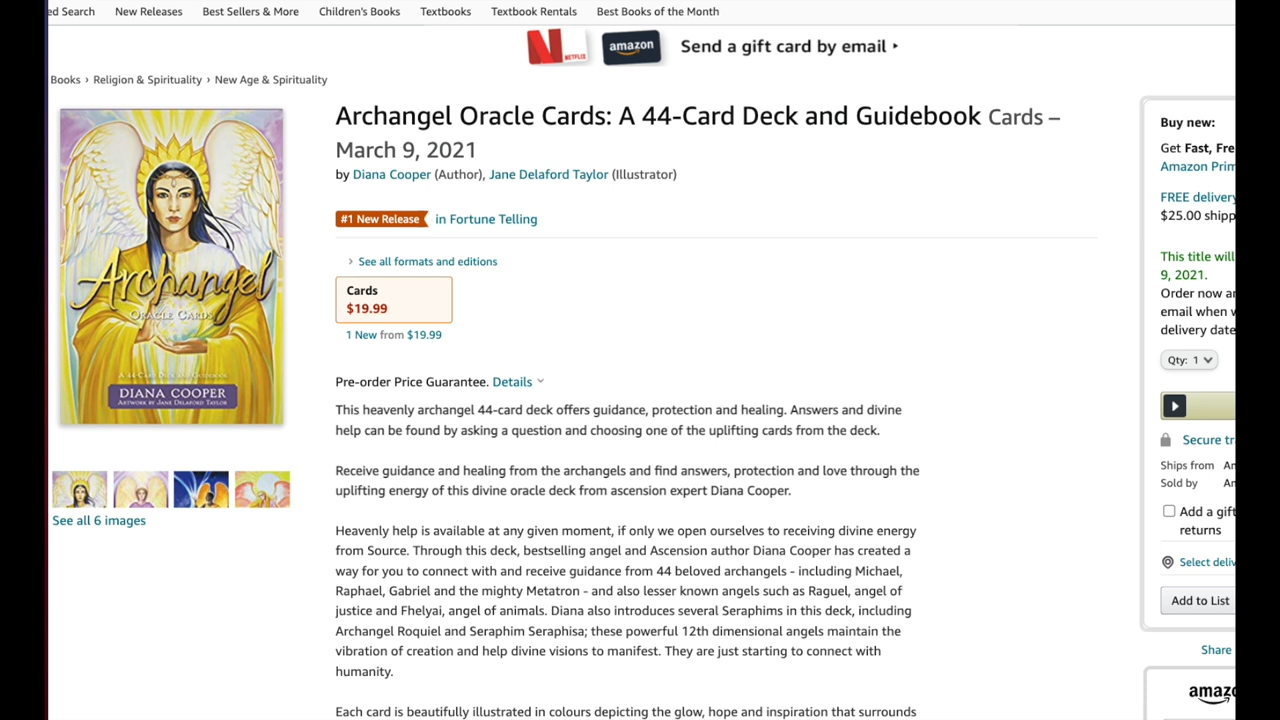 ed Search New Releases Best Sellers & More Children's Books Textbooks Textbook Rentals Best Books of the Month
NETFLIX amazon Send a gift card by email
Books › Religion & Spirituality › New Age & Spirituality
Archangel
ORACLE CARDS
A 44-CARD DECK AND GUIDEBOOK
DIANA COOPER
ARTWORK BY JANE DELAFORD TAYLOR
See all 6 images
Archangel Oracle Cards: A 44-Card Deck and Guidebook Cards –
March 9, 2021
by Diana Cooper (Author), Jane Delaford Taylor (Illustrator)
#1 New Release in Fortune Telling
› See all formats and editions
Cards
$19.99
1 New from $19.99
Pre-order Price Guarantee. Details
This heavenly archangel 44-card deck offers guidance, protection and healing. Answers and divine
help can be found by asking a question and choosing one of the uplifting cards from the deck.
Receive guidance and healing from the archangels and find answers, protection and love through the
uplifting energy of this divine oracle deck from ascension expert Diana Cooper.
Heavenly help is available at any given moment, if only we open ourselves to receiving divine energy
from Source. Through this deck, bestselling angel and Ascension author Diana Cooper has created a
way for you to connect with and receive guidance from 44 beloved archangels - including Michael,
Raphael, Gabriel and the mighty Metatron - and also lesser known angels such as Raguel, angel of
justice and Fhelyai, angel of animals. Diana also introduces several Seraphims in this deck, including
Archangel Roquiel and Seraphim Seraphisa; these powerful 12th dimensional angels maintain the
vibration of creation and help divine visions to manifest. They are just starting to connect with
humanity.
Each card is beautifully illustrated in colours depicting the glow, hope and inspiration that surrounds
Buy new:
Get Fast, Fre
Amazon Prim
FREE delivery
$25.00 shipp
This title will
9, 2021.
Order now an
email when w
delivery date
Qty: 1
Secure tr
Ships from Am
Sold by Am
Add a gift
returns
Select deliv
Add to List
Share
amazo